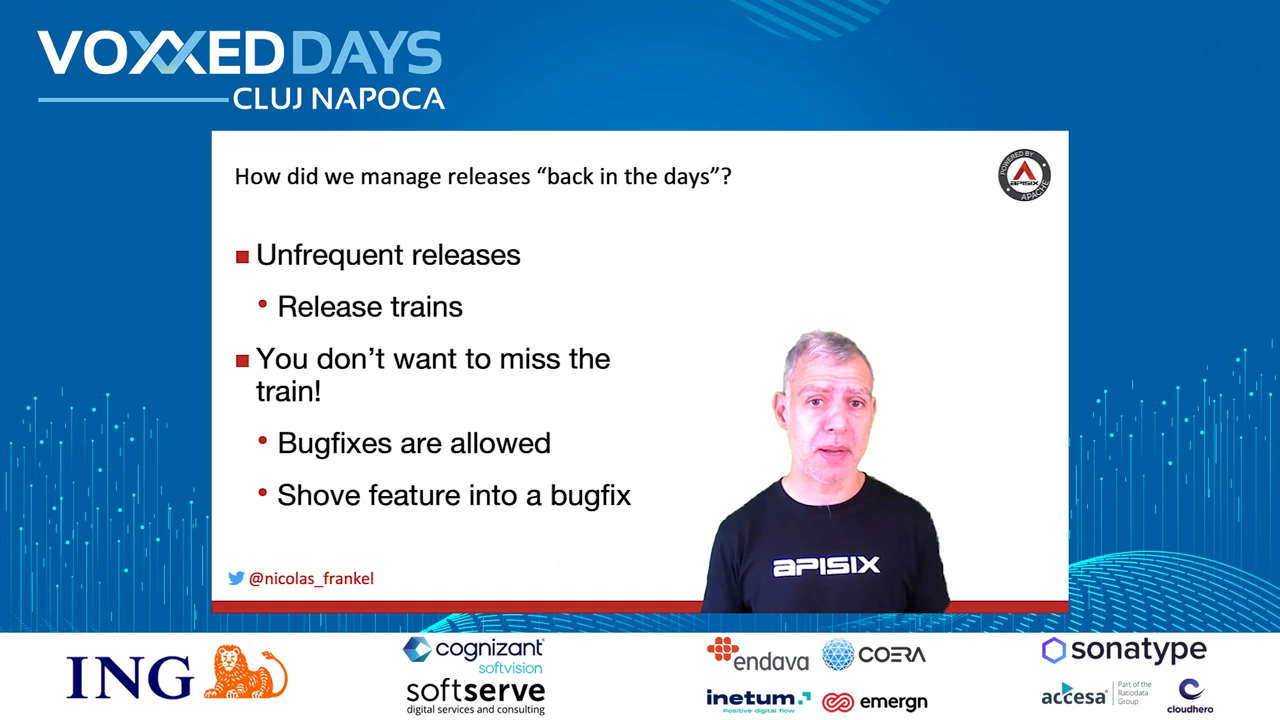 VOXXEDDAYS
CLUJ NAPOCA
How did we manage releases “back in the days”?
POWERED BY
APISIX
APACHE
Unfrequent releases
Release trains
You don’t want to miss the
train!
Bugfixes are allowed
Shove feature into a bugfix
@nicolas_frankel
APISIX
ING
cognizant
softvision
softserve
digital services and consulting
endava
COERA
inetum.
Positive digital flow
emergn
sonatype
accesa
Part of the
Ratiodata
Group
cloudhero